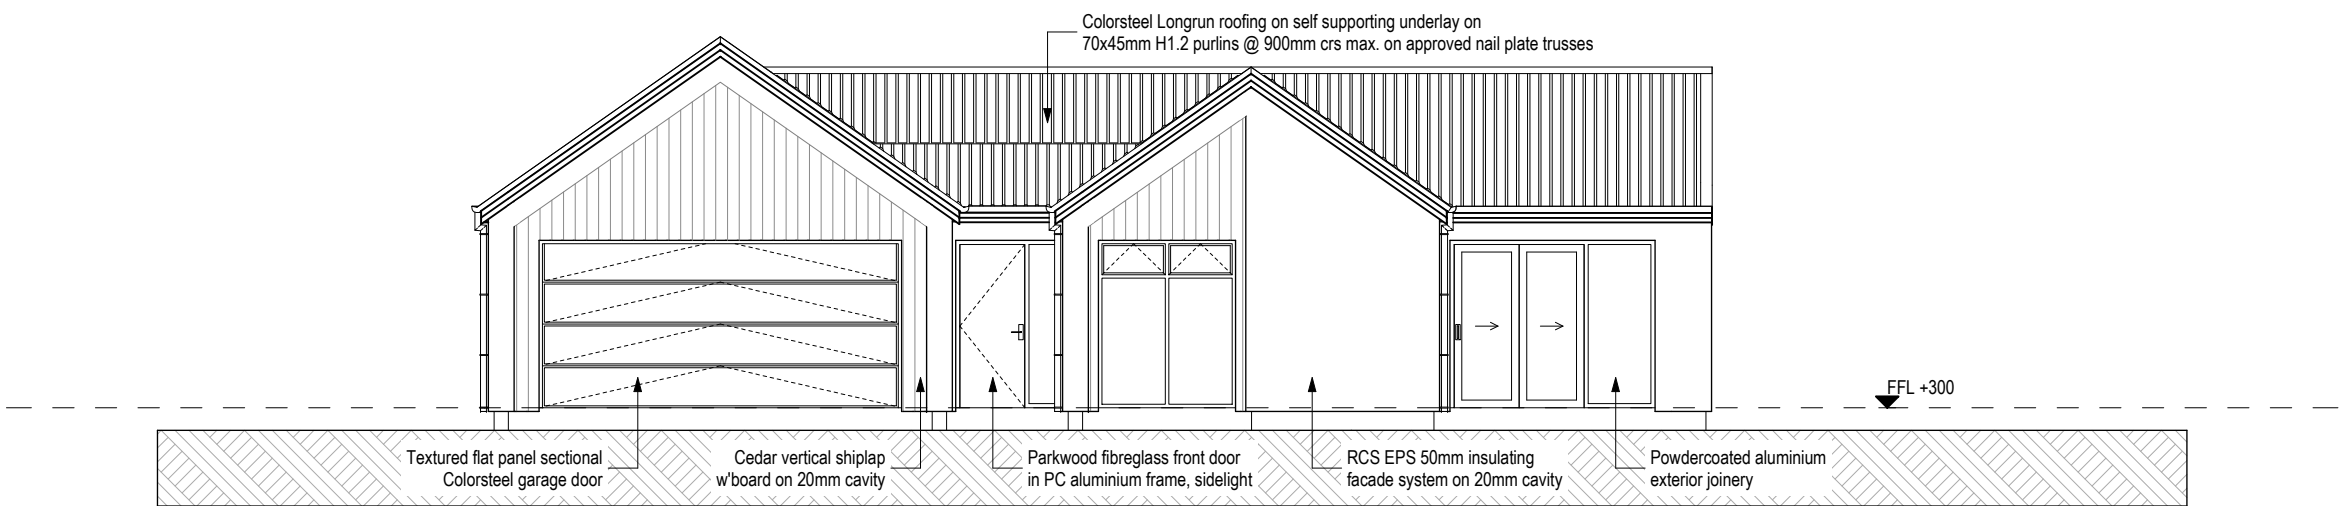 Colorsteel Longrun roofing on self supporting underlay on
70x45mm H1.2 purlins @ 900mm crs max. on approved nail plate trusses
FFL +300
Textured flat panel sectional
Colorsteel garage door
Cedar vertical shiplap
w'board on 20mm cavity
Parkwood fibreglass front door
in PC aluminium frame, sidelight
RCS EPS 50mm insulating
facade system on 20mm cavity
Powdercoated aluminium
exterior joinery